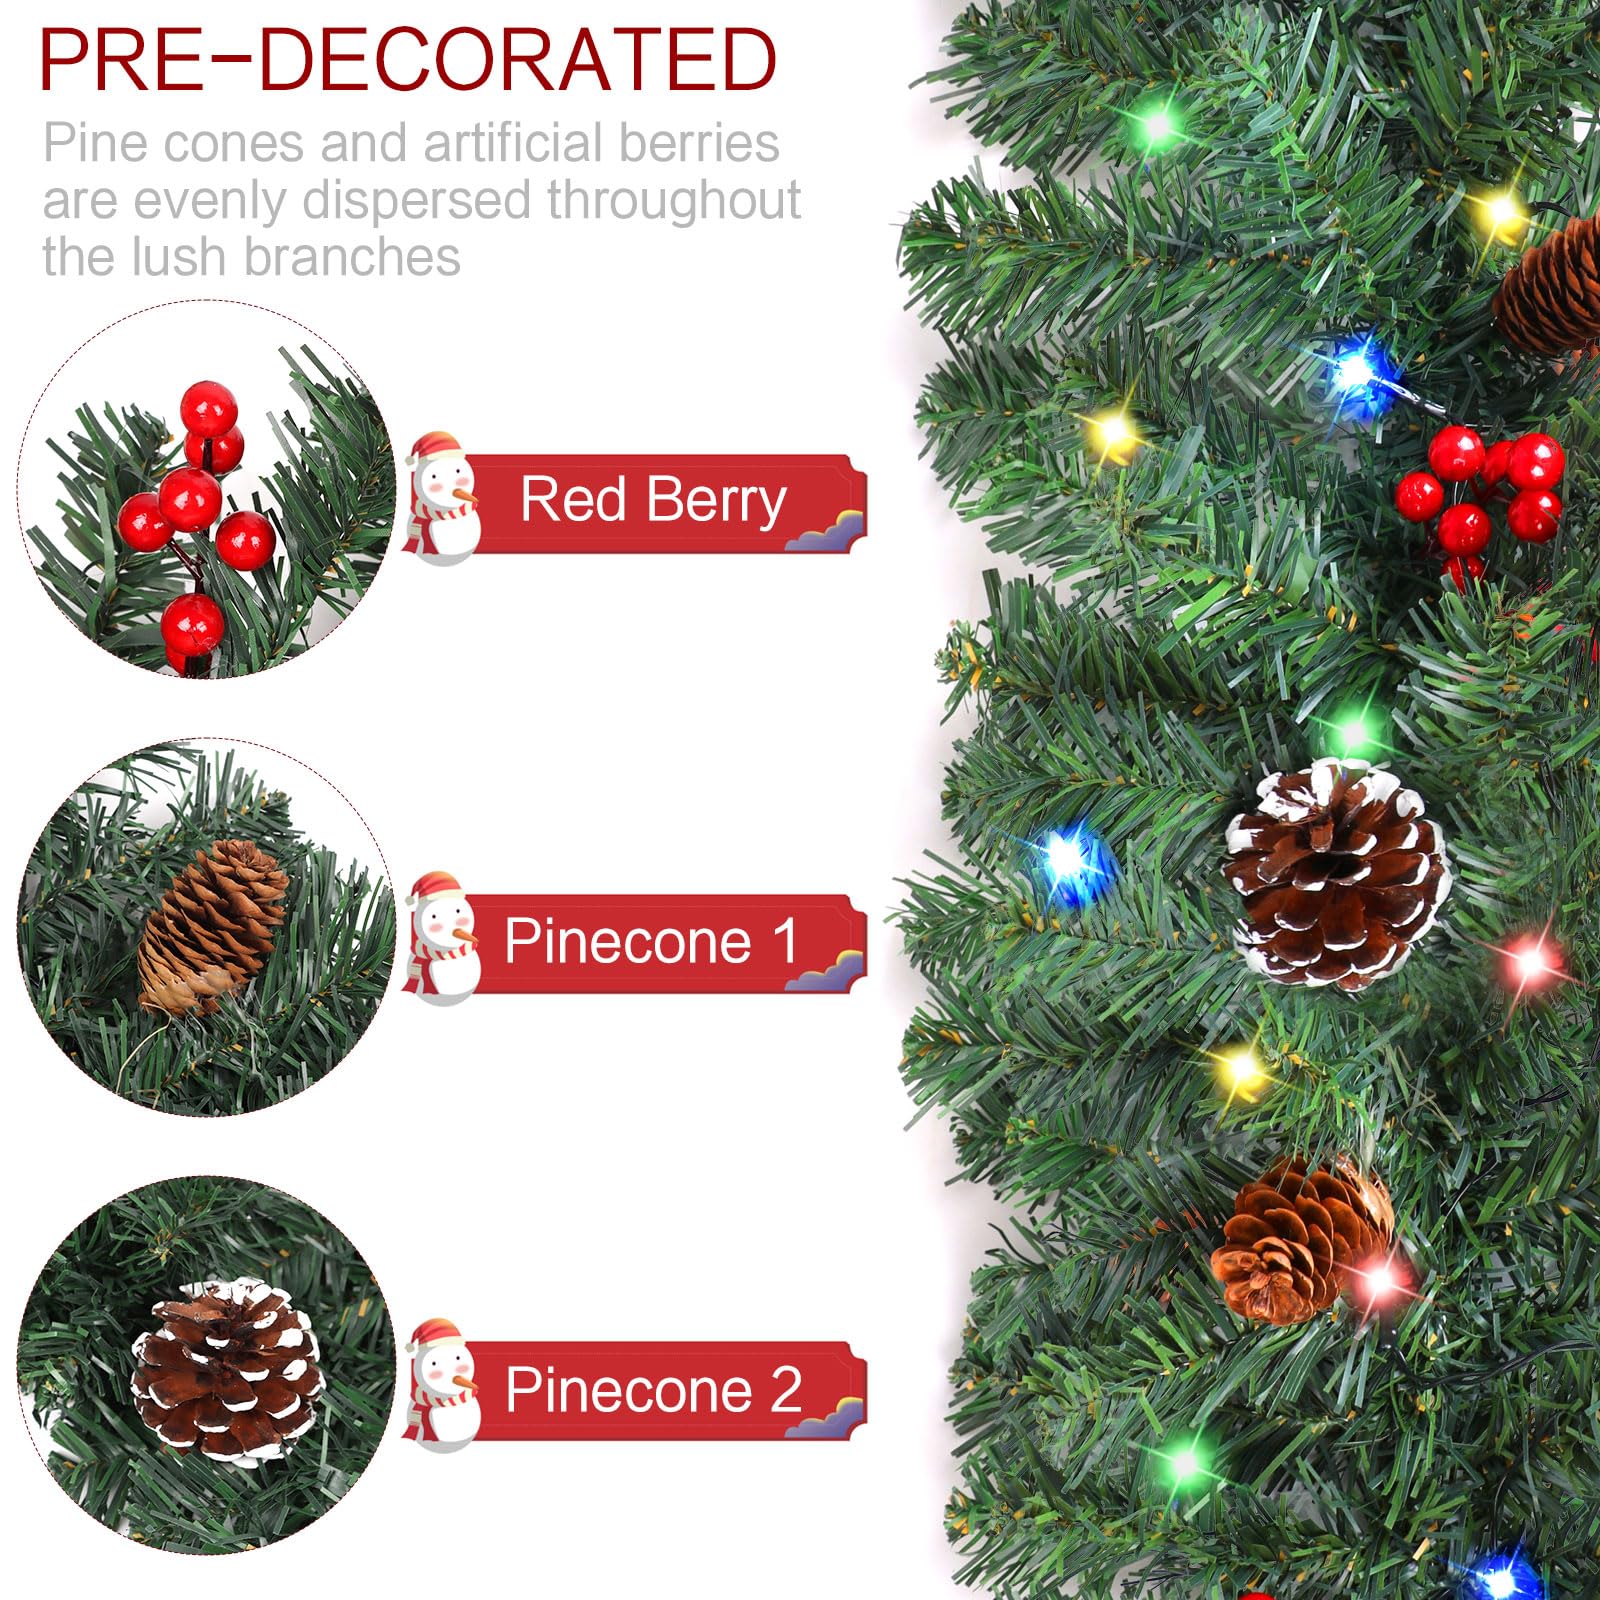 PRE-DECORATED
Pine cones and artificial berries
are evenly dispersed throughout
the lush branches
Red Berry
Pinecone 1
Pinecone 2